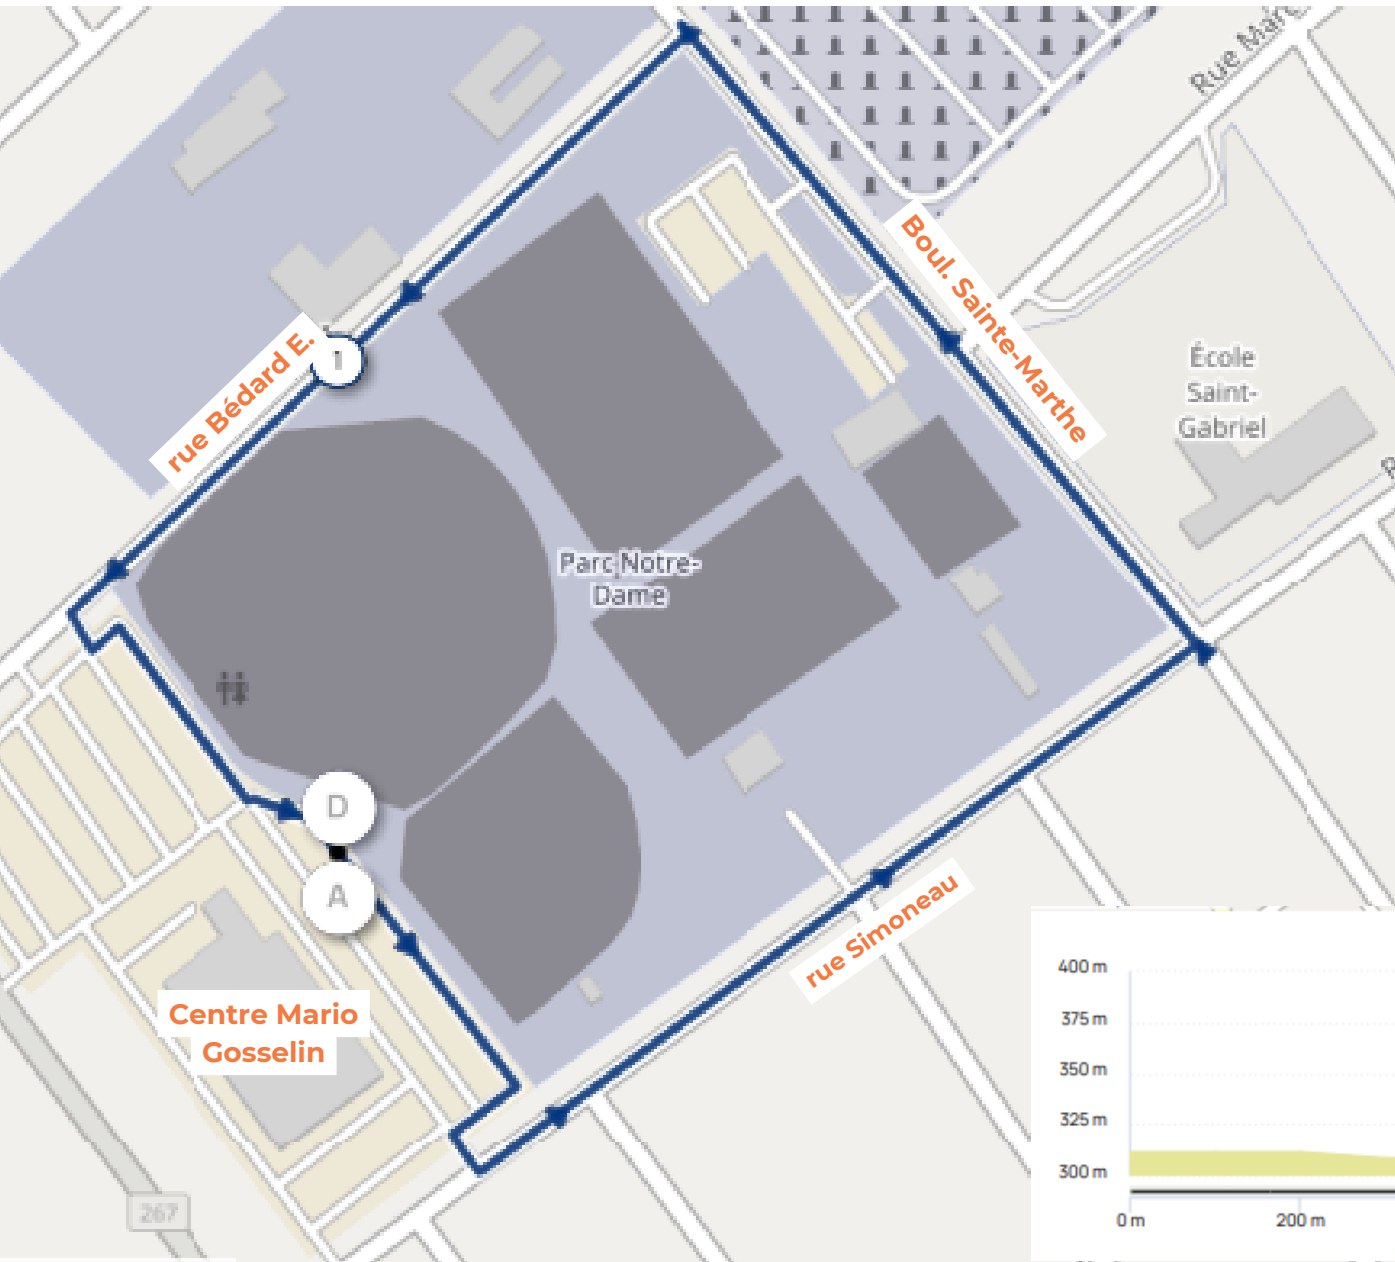 Rue Marc
Boul. Sainte-Marthe
École
Saint-
Gabriel
rue Bédard E.
1
Parc Notre-
Dame
D
A
rue Simoneau
Centre Mario
Gosselin
267
400 m
375 m
350 m
325 m
300 m
0 m
200 m